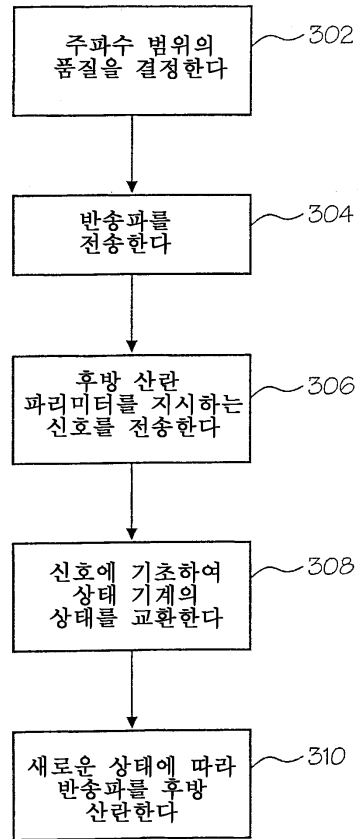 주파수 범위의
품질을 결정한다
302
반송파를
전송한다
304
후방 산란
파리미터를 지시하는
신호를 전송한다
306
신호에 기초하여
상태 기계의
상태를 교환한다
308
새로운 상태에 따라
반송파를 후방
산란한다
310